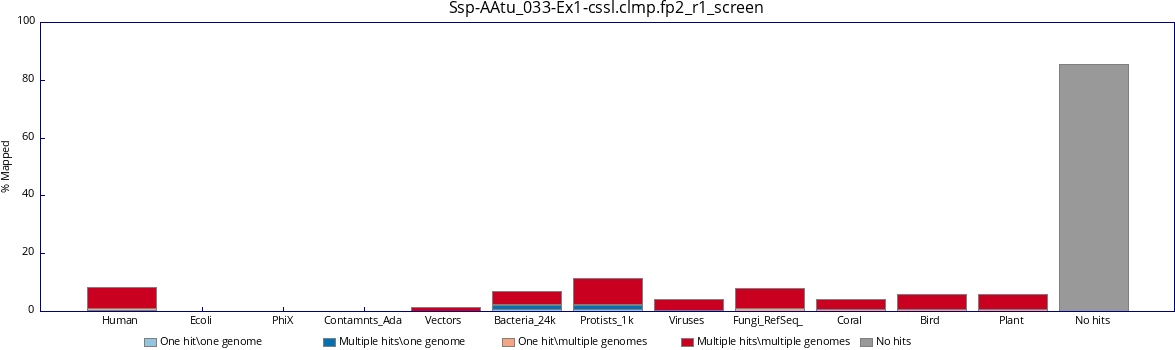 Ssp-AAtu_033-Ex1-cssl.clmp.fp2_r1_screen
100
80
60
40
20
0
% Mapped
Human Ecoli PhiX Contamnts_Ada Vectors Bacteria_24k Protists_1k Viruses Fungi_RefSeq_ Coral Bird Plant No hits
One hit\one genome Multiple hits\one genome One hit\multiple genomes Multiple hits\multiple genomes No hits